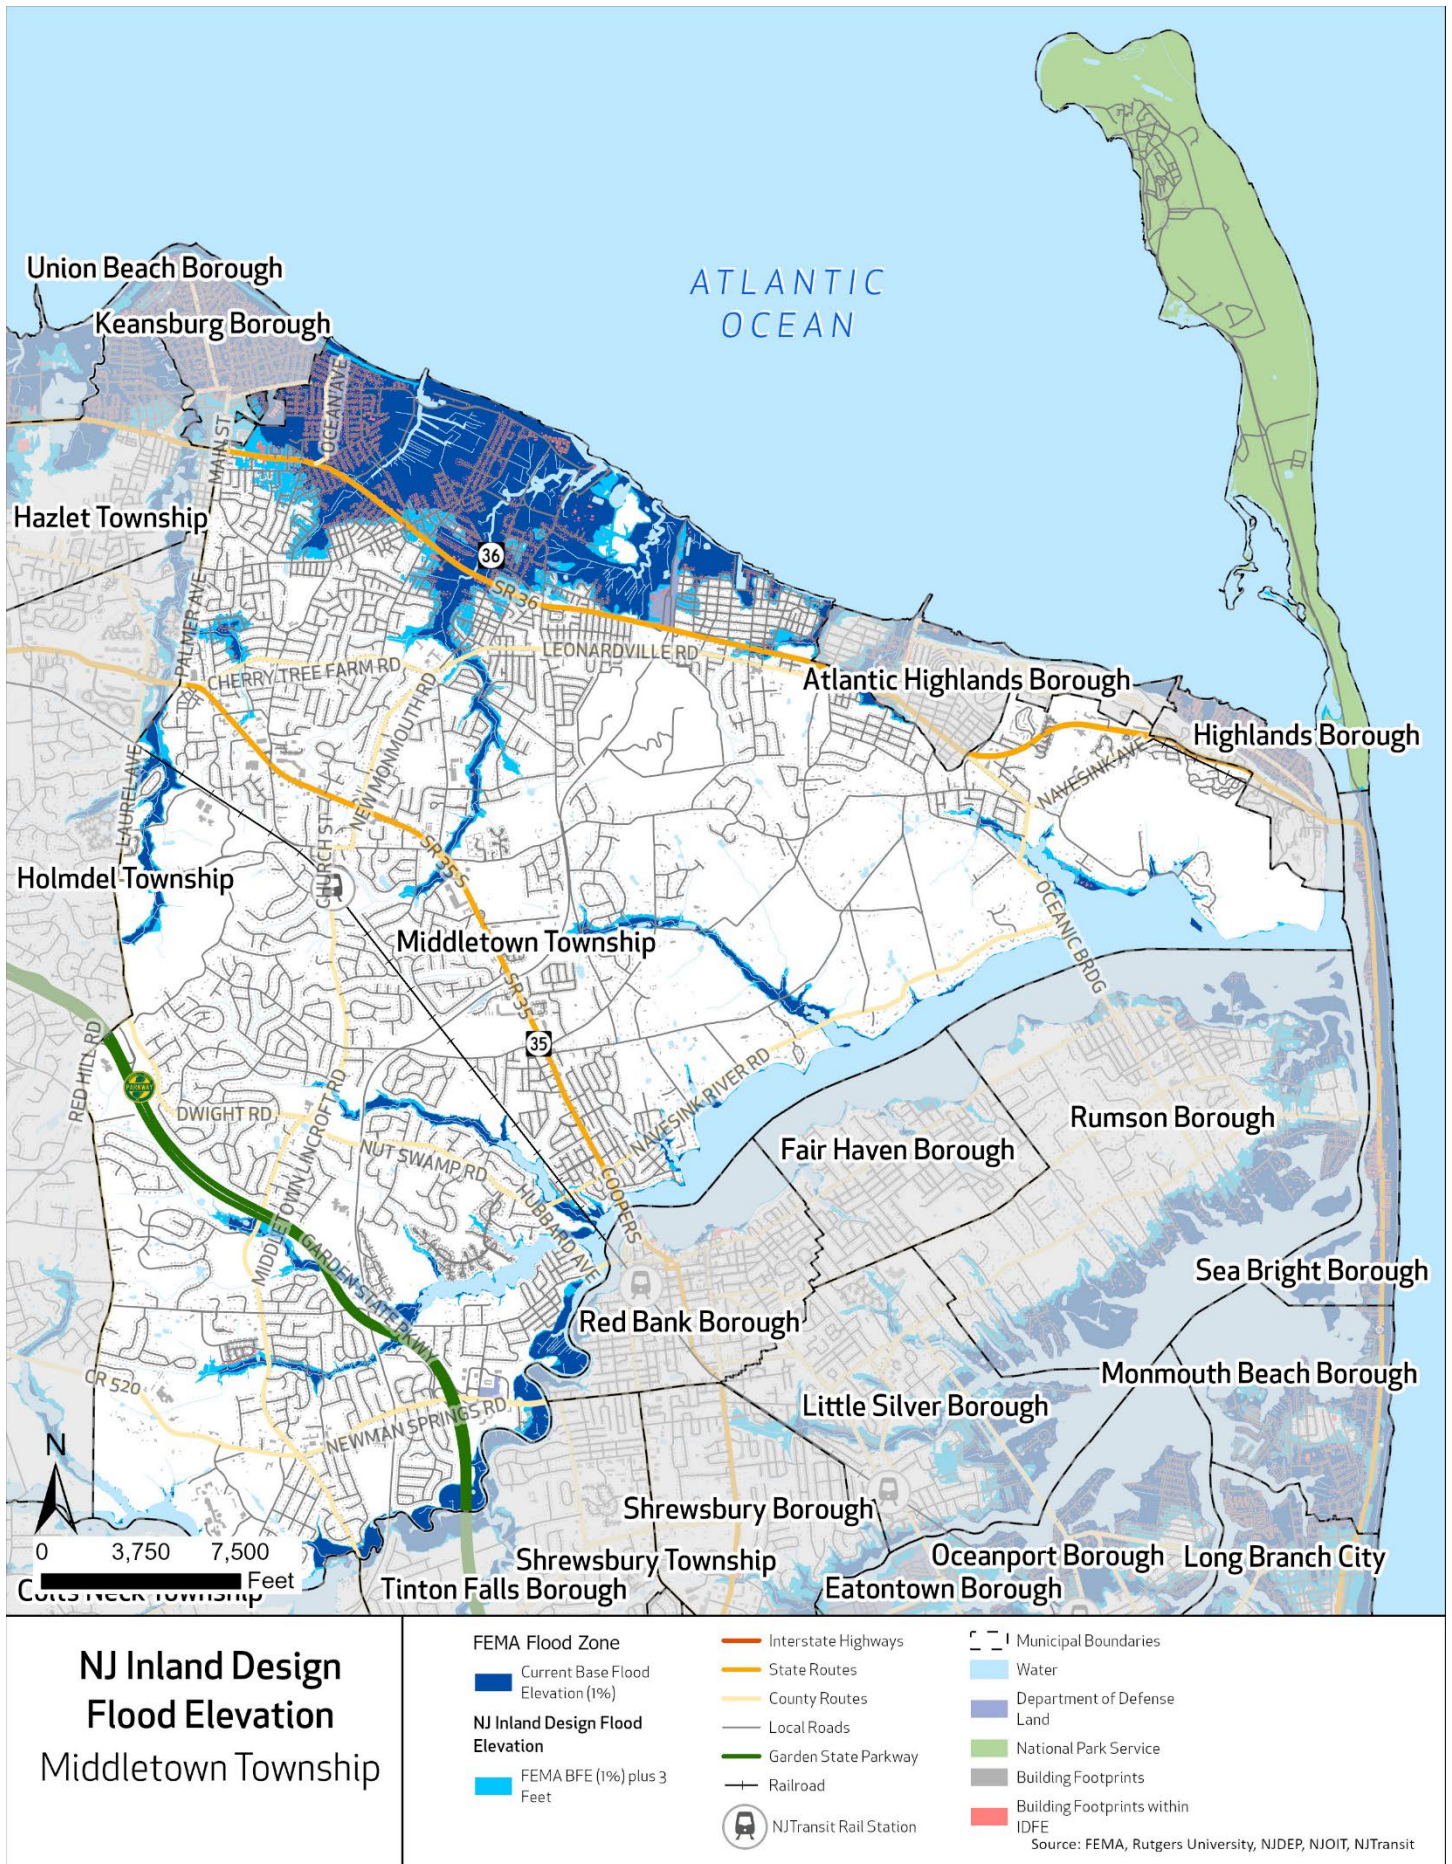 Union Beach Borough
Keansburg Borough
ATLANTIC
OCEAN
OCEAN AVE
MAIN ST
Hazlet Township
36
SR 36
PALMER AVE
LEONARDVILLE RD
CHERRY TREE FARM RD
Atlantic Highlands Borough
NEW MONMOUTH RD
Highlands Borough
NAVESINK AVE
LAUREL AVE
CHURCH ST
SR 35 S
Holmdel Township
OCEANIC BRDG
Middletown Township
SR 35
35
RED HILL RD
PARKWAY
NAVESINK RIVER RD
DWIGHT RD
MIDDLETOWN LINCROFT RD
NUT SWAMP RD
Rumson Borough
Fair Haven Borough
HUBBARD AVE
COOPERS
MIDDLETOWN
GARDEN STATE PKWY
Sea Bright Borough
Red Bank Borough
Monmouth Beach Borough
CR 520
Little Silver Borough
NEWMAN SPRINGS RD
N
Shrewsbury Borough
0 3,750 7,500
Feet
Shrewsbury Township
Oceanport Borough
Long Branch City
Colts Neck Township
Tinton Falls Borough
Eatontown Borough
NJ Inland Design
Flood Elevation
Middletown Township
FEMA Flood Zone
Current Base Flood
Elevation (1%)
NJ Inland Design Flood
Elevation
FEMA BFE (1%) plus 3
Feet
Interstate Highways
State Routes
County Routes
Local Roads
Garden State Parkway
Railroad
NJTransit Rail Station
Municipal Boundaries
Water
Department of Defense
Land
National Park Service
Building Footprints
Building Footprints within
IDFE
Source: FEMA, Rutgers University, NJDEP, NJOIT, NJTransit